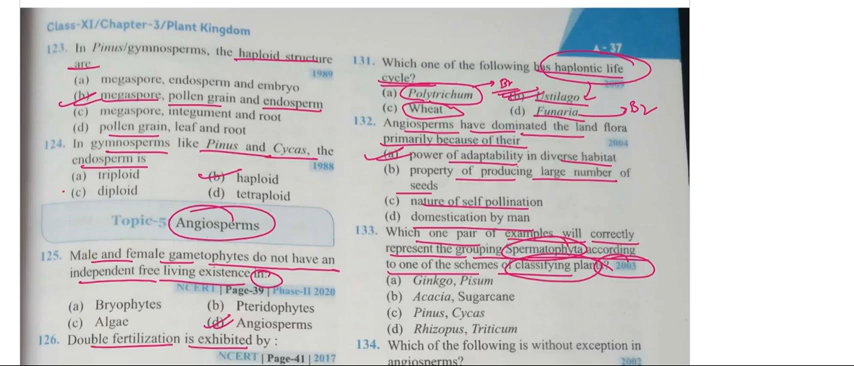 Class-XI/Chapter-3/Plant Kingdom
A - 37
123. In Pinus/gymnosperms, the haploid structure
are
1989
(a) megaspore, endosperm and embryo
(b) megaspore, pollen grain and endosperm
(c) megaspore, integument and root
(d) pollen grain, leaf and root
124. In gymnosperms like Pinus and Cycas, the
endosperm is
1988
(a) triploid (b) haploid
(c) diploid (d) tetraploid
Topic-5 Angiosperms
125. Male and female gametophytes do not have an
independent free living existence in:
NCERT | Page-39 | Phase-II 2020
(a) Bryophytes (b) Pteridophytes
(c) Algae (d) Angiosperms
126. Double fertilization is exhibited by :
NCERT | Page-41 | 2017
131. Which one of the following has haplontic life
cycle?
(a) Polytrichum (b) Ustilago
Br
(c) Wheat (d) Funaria
Br
132. Angiosperms have dominated the land flora
primarily because of their
2004
(a) power of adaptability in diverse habitat
(b) property of producing large number of
seeds
(c) nature of self pollination
(d) domestication by man
133. Which one pair of examples will correctly
represent the grouping Spermatophyta according
to one of the schemes of classifying plants? 2003
(a) Ginkgo, Pisum
(b) Acacia, Sugarcane
(c) Pinus, Cycas
(d) Rhizopus, Triticum
134. Which of the following is without exception in
angiosperms?
2002